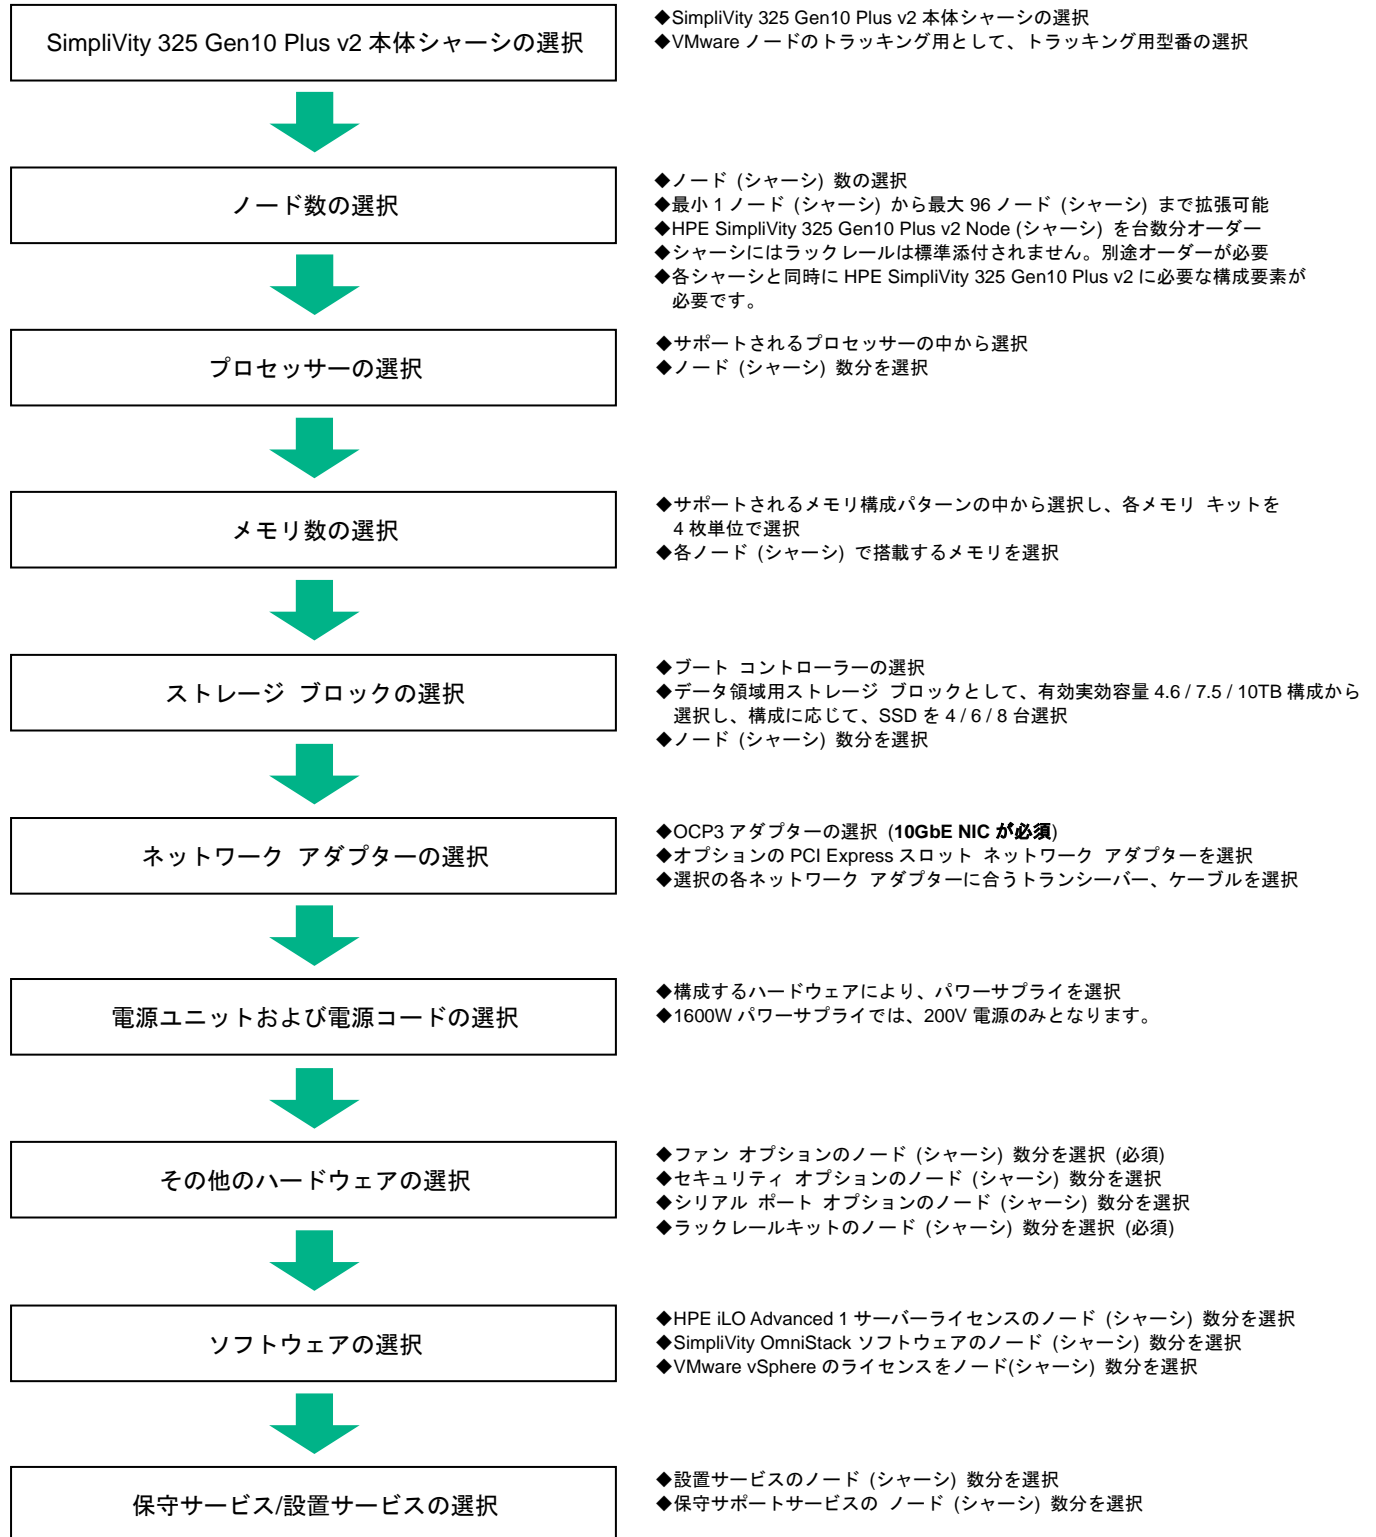 SimpliVity 325 Gen10 Plus v2 本体シャーシの選択
◆SimpliVity 325 Gen10 Plus v2 本体シャーシの選択
◆VMware ノードのトラッキング用として、トラッキング用型番の選択
ノード数の選択
◆ノード (シャーシ) 数の選択
◆最小 1 ノード (シャーシ) から最大 96 ノード (シャーシ) まで拡張可能
◆HPE SimpliVity 325 Gen10 Plus v2 Node (シャーシ) を台数分オーダー
◆シャーシにはラックレールは標準添付されません。別途オーダーが必要
◆各シャーシと同時に HPE SimpliVity 325 Gen10 Plus v2 に必要な構成要素が
必要です。
プロセッサーの選択
◆サポートされるプロセッサーの中から選択
◆ノード (シャーシ) 数分を選択
メモリ数の選択
◆サポートされるメモリ構成パターンの中から選択し、各メモリ キットを
4 枚単位で選択
◆各ノード (シャーシ) で搭載するメモリを選択
ストレージ ブロックの選択
◆ブート コントローラーの選択
◆データ領域用ストレージ ブロックとして、有効実効容量 4.6 / 7.5 / 10TB 構成から
選択し、構成に応じて、SSD を 4 / 6 / 8 台選択
◆ノード (シャーシ) 数分を選択
ネットワーク アダプターの選択
◆OCP3 アダプターの選択 (10GbE NIC が必須)
◆オプションの PCI Express スロット ネットワーク アダプターを選択
◆選択の各ネットワーク アダプターに合うトランシーバー、ケーブルを選択
電源ユニットおよび電源コードの選択
◆構成するハードウェアにより、パワーサプライを選択
◆1600W パワーサプライでは、200V 電源のみとなります。
その他のハードウェアの選択
◆ファン オプションのノード (シャーシ) 数分を選択 (必須)
◆セキュリティ オプションのノード (シャーシ) 数分を選択
◆シリアル ポート オプションのノード (シャーシ) 数分を選択
◆ラックレールキットのノード (シャーシ) 数分を選択 (必須)
ソフトウェアの選択
◆HPE iLO Advanced 1 サーバーライセンスのノード (シャーシ) 数分を選択
◆SimpliVity OmniStack ソフトウェアのノード (シャーシ) 数分を選択
◆VMware vSphere のライセンスをノード(シャーシ) 数分を選択
保守サービス/設置サービスの選択
◆設置サービスのノード (シャーシ) 数分を選択
◆保守サポートサービスの ノード (シャーシ) 数分を選択